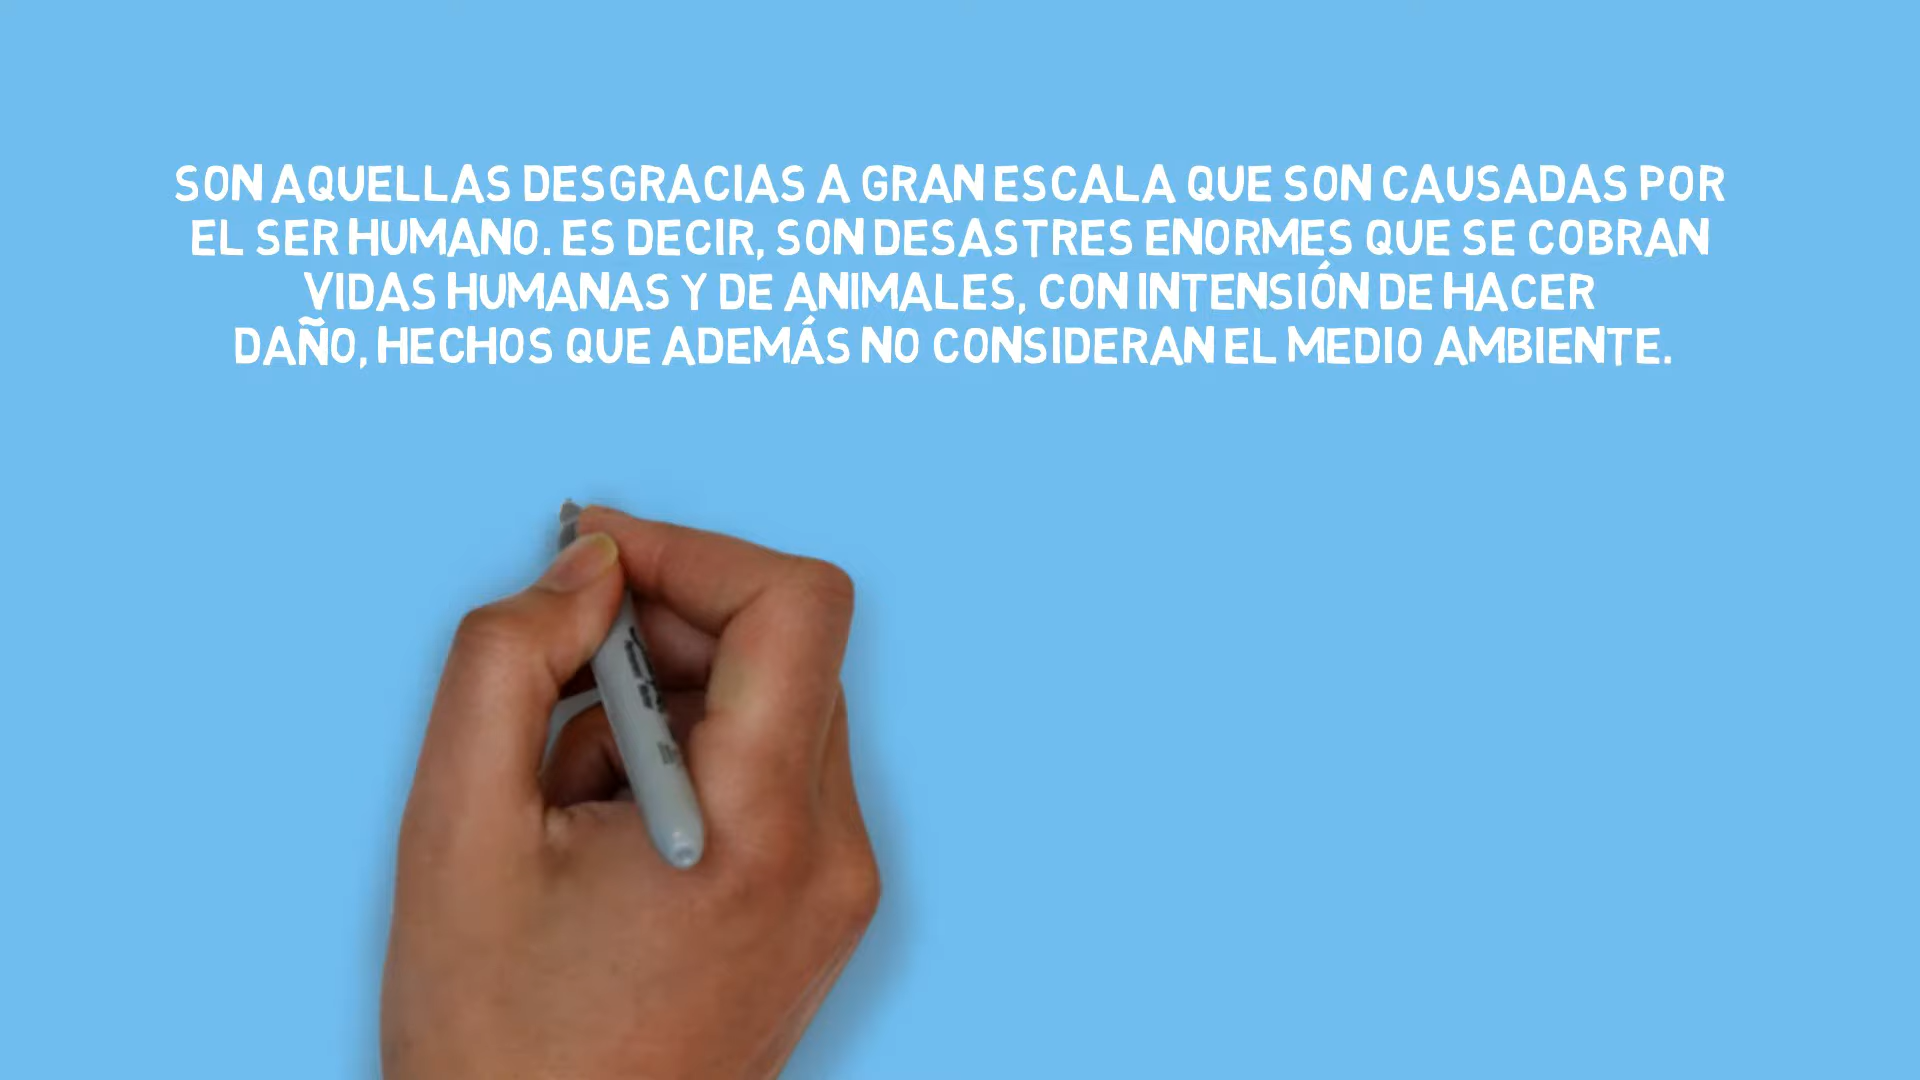 SON AQUELLAS DESGRACIAS A GRAN ESCALA QUE SON CAUSADAS POR
EL SER HUMANO. ES DECIR, SON DESASTRES ENORMES QUE SE COBRAN
VIDAS HUMANAS Y DE ANIMALES, CON INTENSIÓN DE HACER
DAÑO, HECHOS QUE ADEMÁS NO CONSIDERAN EL MEDIO AMBIENTE.